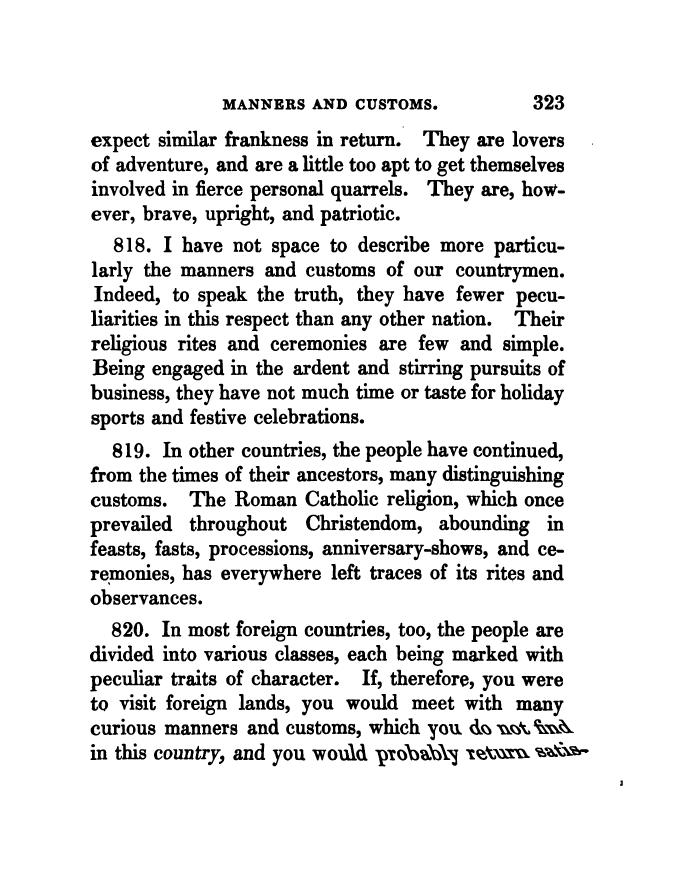 MANNERS AND CUSTOMS. 323
expect similar frankness in return. They are lovers
of adventure, and are a little too apt to get themselves
involved in fierce personal quarrels. They are, how-
ever, brave, upright, and patriotic.
818. I have not space to describe more particu-
larly the manners and customs of our countrymen.
Indeed, to speak the truth, they have fewer pecu-
liarities in this respect than any other nation. Their
religious rites and ceremonies are few and simple.
Being engaged in the ardent and stirring pursuits of
business, they have not much time or taste for holiday
sports and festive celebrations.
819. In other countries, the people have continued,
from the times of their ancestors, many distinguishing
customs. The Roman Catholic religion, which once
prevailed throughout Christendom, abounding in
feasts, fasts, processions, anniversary-shows, and ce-
remonies, has everywhere left traces of its rites and
observances.
820. In most foreign countries, too, the people are
divided into various classes, each being marked with
peculiar traits of character. If, therefore, you were
to visit foreign lands, you would meet with many
curious manners and customs, which you do not find
in this country, and you would probably return satis-